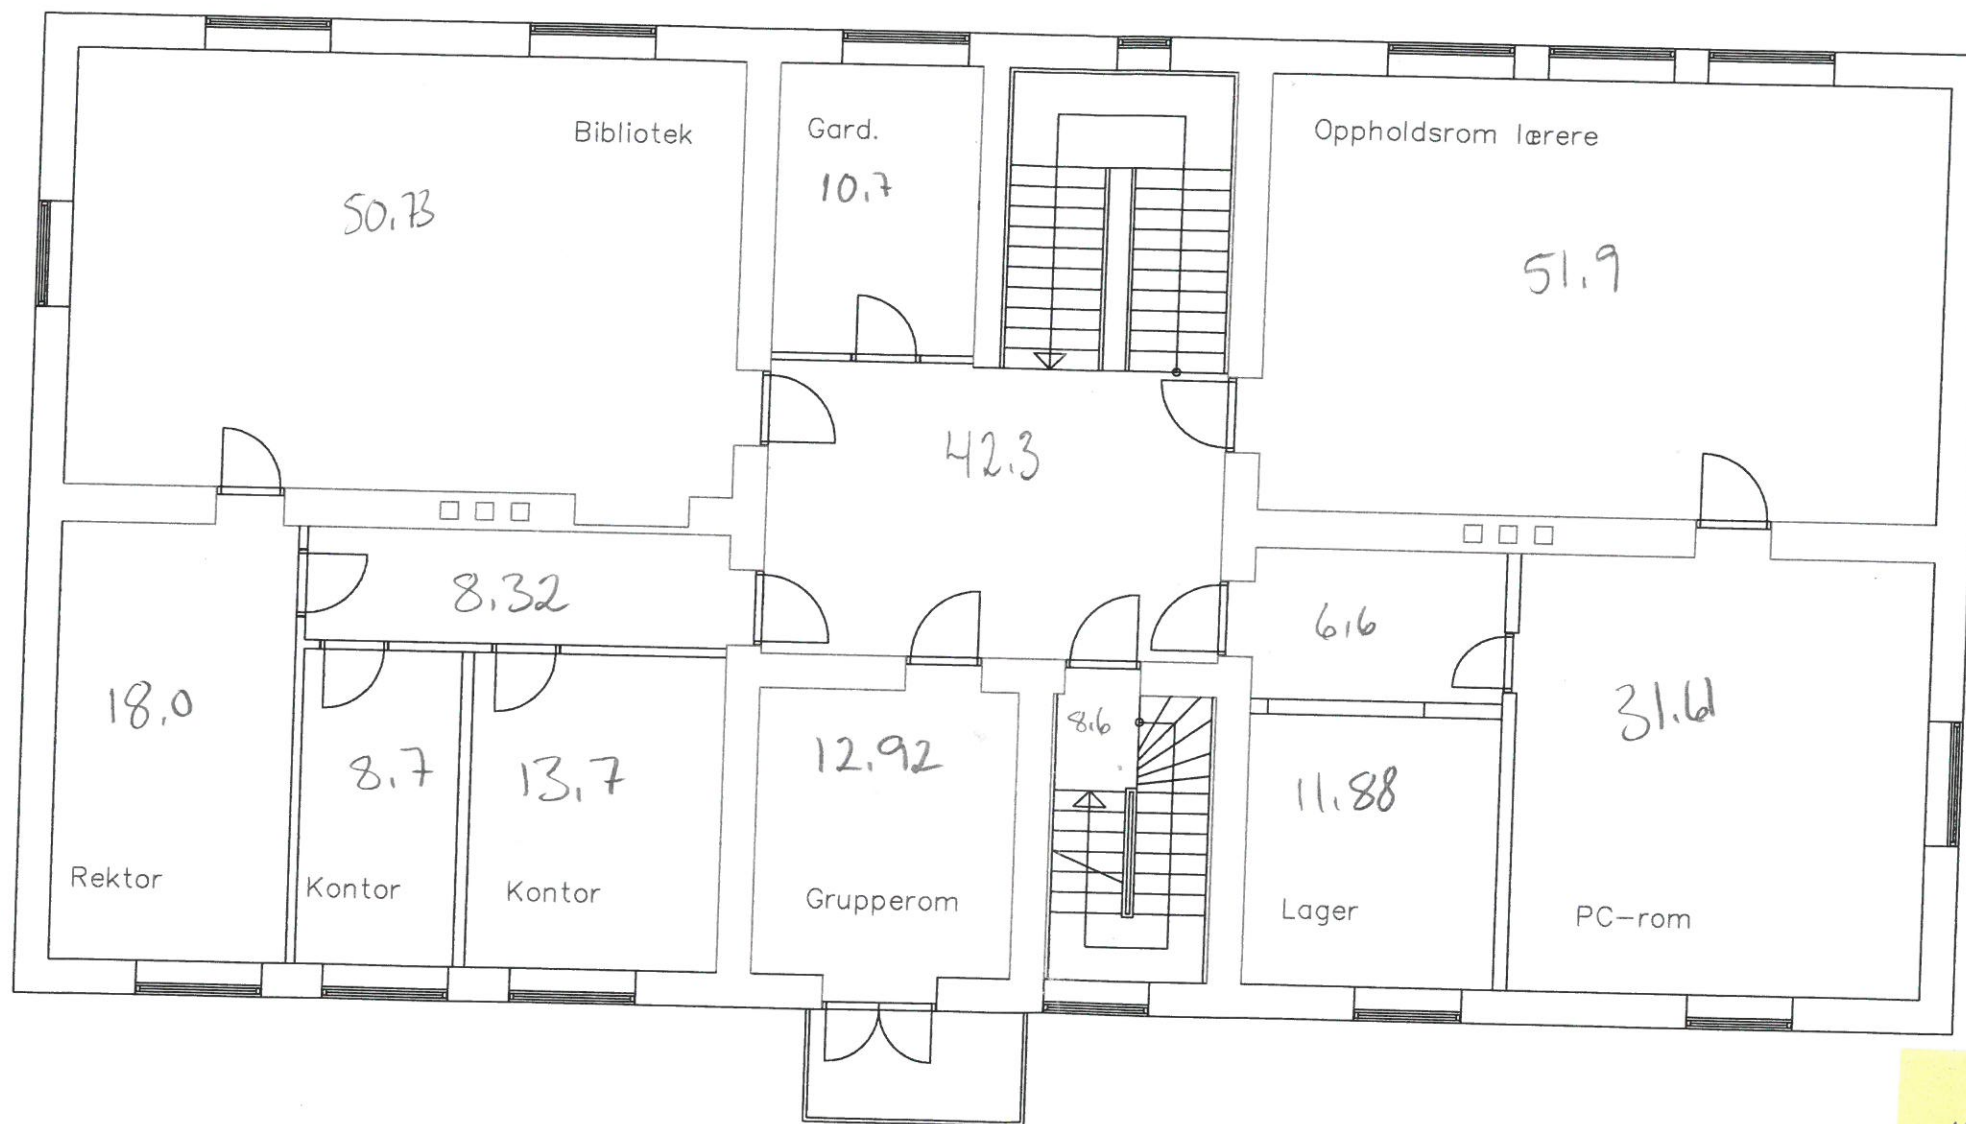 Bibliotek
50.73
Gard.
10.7
Oppholdsrom lærere
51.9
42.3
8.32
6,6
18.0
8.7
13.7
12.92
8.6
11.88
31.61
Rektor
Kontor
Kontor
Grupperom
Lager
PC-rom